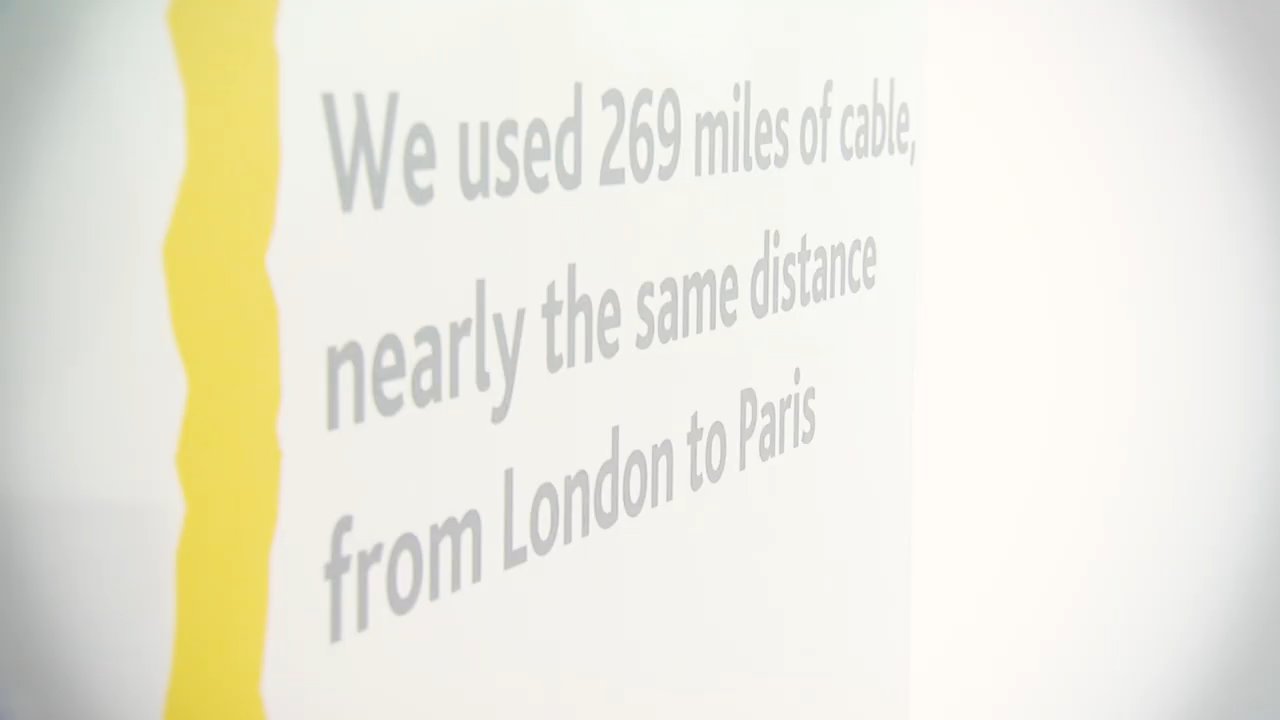 We used 269 miles of cable,
nearly the same distance
from London to Paris